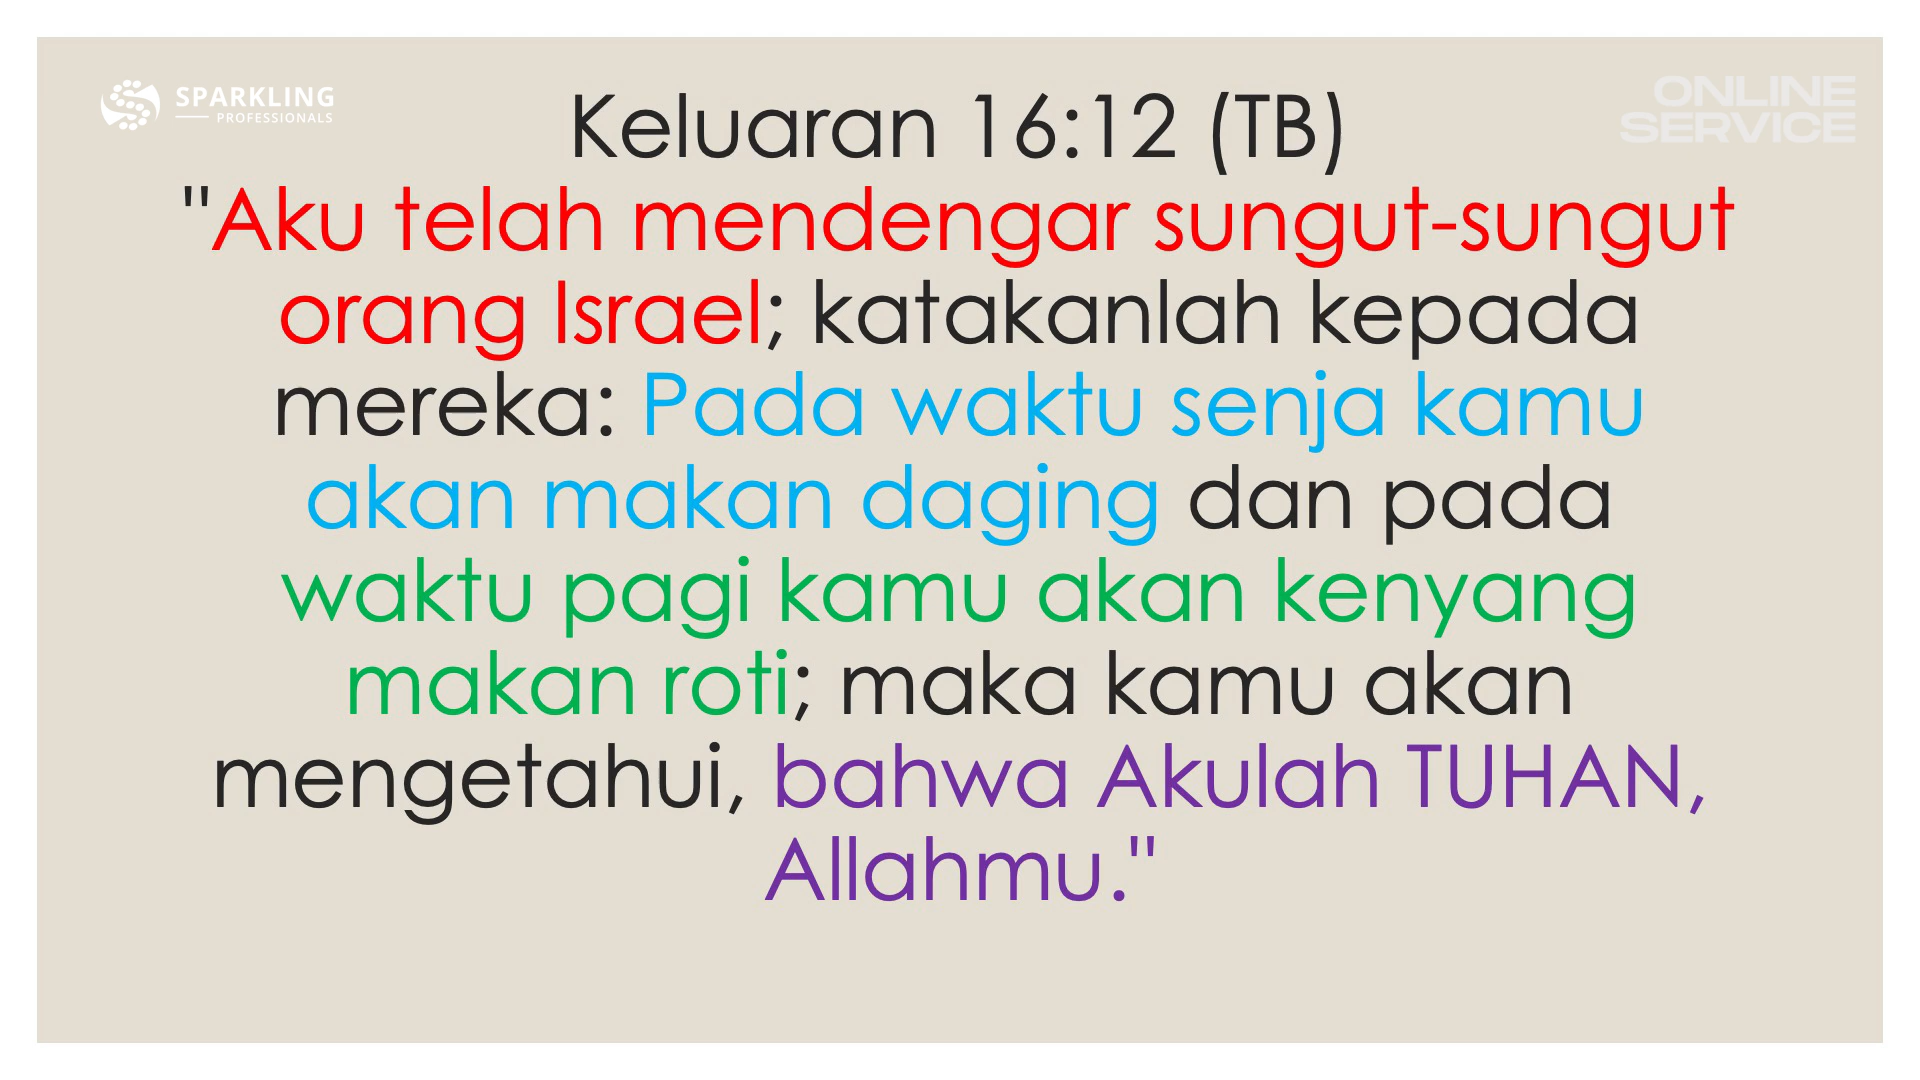 SPARKLING
PROFESSIONALS
ONLINE
SERVICE
Keluaran 16:12 (TB)
"Aku telah mendengar sungut-sungut
orang Israel; katakanlah kepada
mereka: Pada waktu senja kamu
akan makan daging dan pada
waktu pagi kamu akan kenyang
makan roti; maka kamu akan
mengetahui, bahwa Akulah TUHAN,
Allahmu."